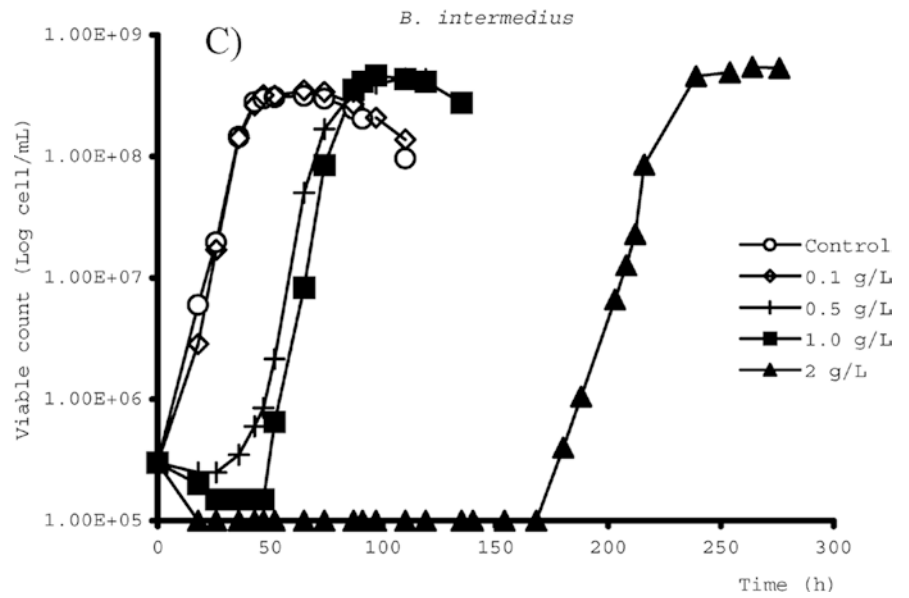 B. intermedius
C)
1.00E+09
1.00E+08
1.00E+07
1.00E+06
1.00E+05
Viable count (Log cell/mL)
0 50 100 150 200 250 300
Time (h)
Control
0.1 g/L
0.5 g/L
1.0 g/L
2 g/L